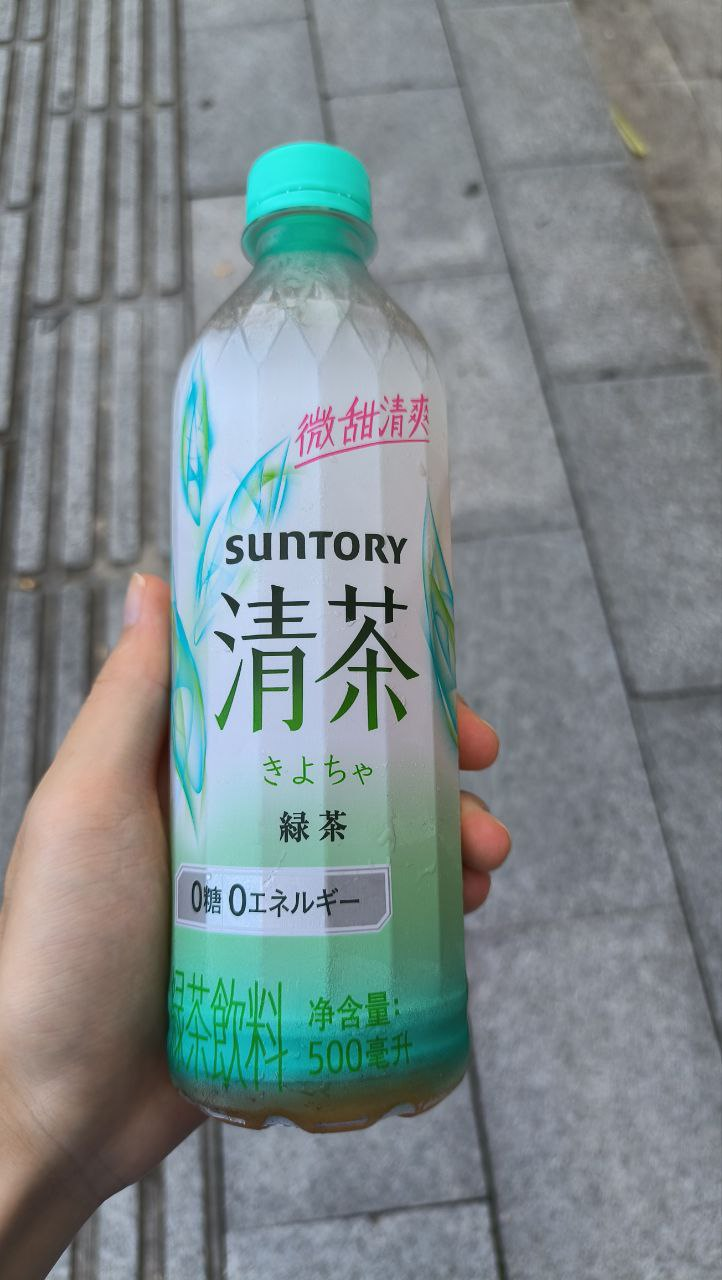 微甜清爽
SUNTORY
清茶
きよちゃ
緑茶
0糖 0エネルギー
绿茶飲料
净含量:
500毫升